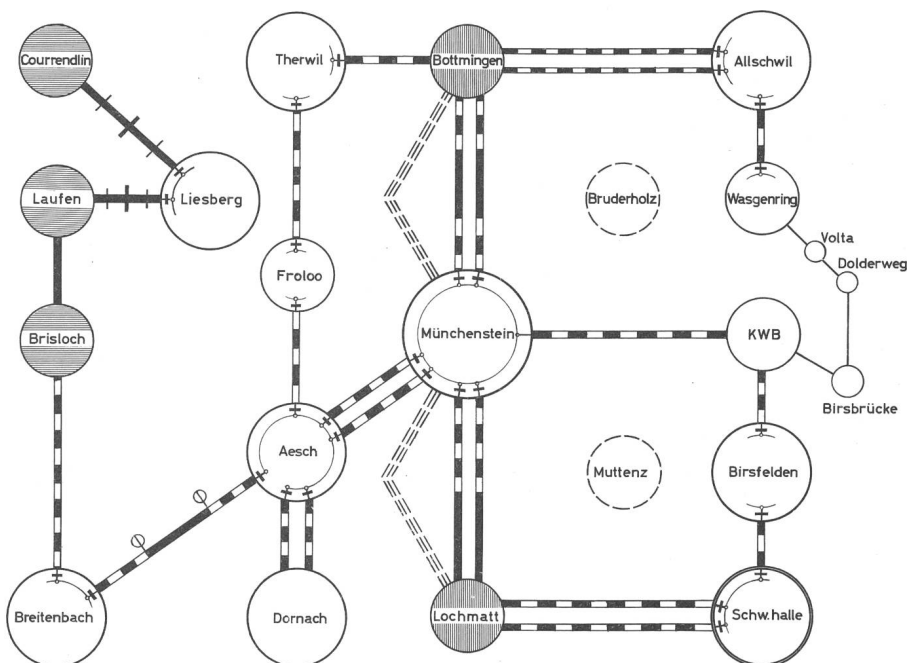 Courrendlin
Therwil
Bottmingen
Allschwil
Laufen
Liesberg
Bruderholz
Wasgenring
Volta
Dolderweg
Froloo
Brisloch
Münchenstein
KWB
Birsbrücke
Aesch
Muttenz
Birsfelden
Breitenbach
Dornach
Lochmatt
Schw.halle